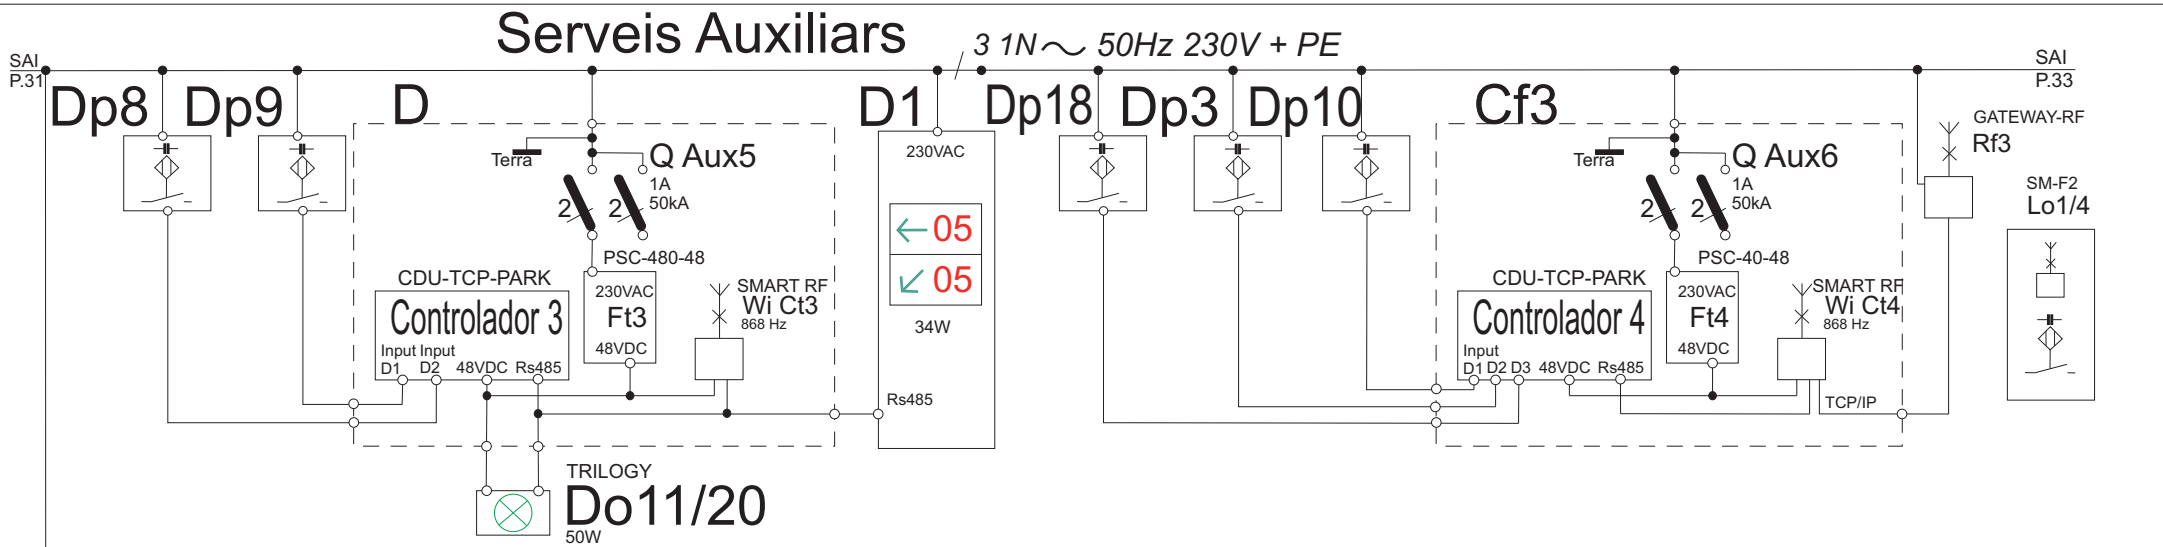 Serveis Auxiliars
3 1N ～ 50Hz 230V + PE
SAI
P.31
SAI
P.33
Dp8
Dp9
D
D1
Dp18
Dp3
Dp10
Cf3
GATEWAY-RF
Rf3
Terra
Q Aux5
1A
50kA
2
2
230VAC
05
05
34W
Rs485
PSC-480-48
230VAC
Ft3
48VDC
CDU-TCP-PARK
Controlador 3
Input Input
D1 D2 48VDC Rs485
SMART RF
Wi Ct3
868 Hz
TRILOGY
Do11/20
50W
Terra
Q Aux6
1A
50kA
2
2
PSC-40-48
230VAC
Ft4
48VDC
CDU-TCP-PARK
Controlador 4
Input
D1 D2 D3 48VDC Rs485
SMART RF
Wi Ct4
868 Hz
TCP/IP
SM-F2
Lo1/4